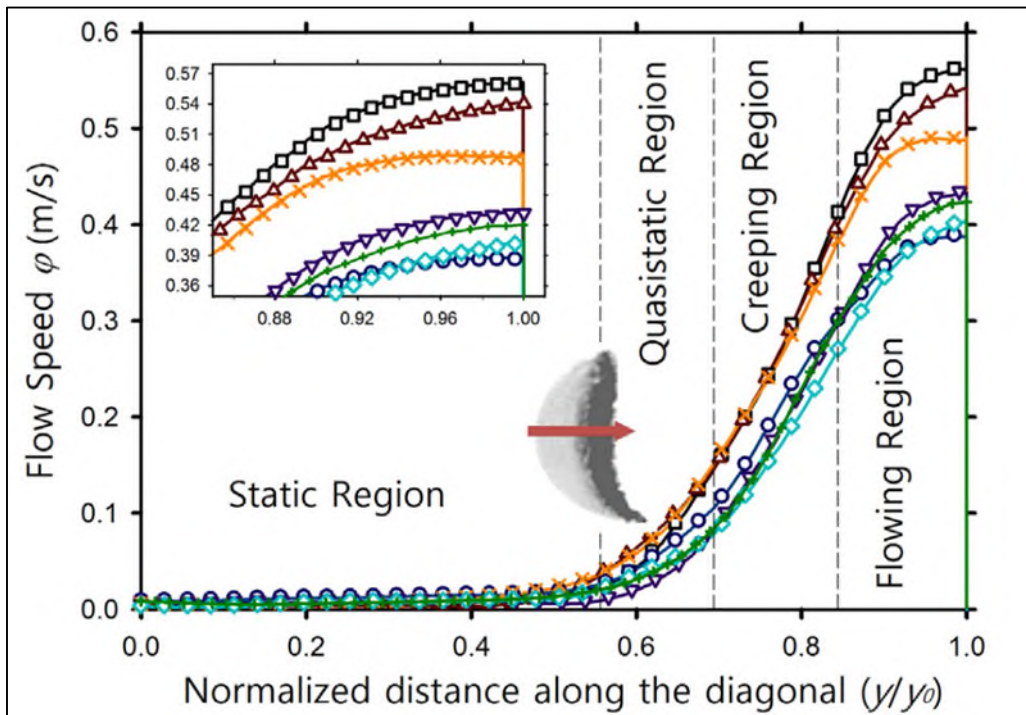 0.6
0.5
0.4
0.3
0.2
0.1
0.0
Flow Speed φ (m/s)
0.57
0.54
0.51
0.48
0.45
0.42
0.39
0.36
0.88 0.92 0.96 1.00
Static Region
Quasistatic Region
Creeping Region
Flowing Region
0.0 0.2 0.4 0.6 0.8 1.0
Normalized distance along the diagonal (y/y0)